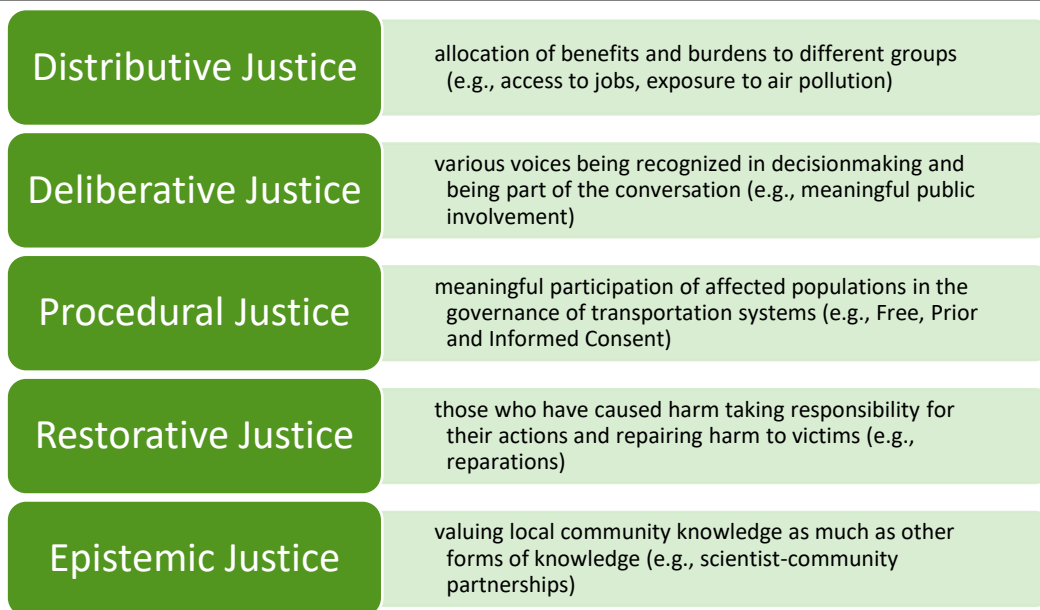 Distributive Justice
allocation of benefits and burdens to different groups
(e.g., access to jobs, exposure to air pollution)
Deliberative Justice
various voices being recognized in decisionmaking and
being part of the conversation (e.g., meaningful public
involvement)
Procedural Justice
meaningful participation of affected populations in the
governance of transportation systems (e.g., Free, Prior
and Informed Consent)
Restorative Justice
those who have caused harm taking responsibility for
their actions and repairing harm to victims (e.g.,
reparations)
Epistemic Justice
valuing local community knowledge as much as other
forms of knowledge (e.g., scientist-community
partnerships)